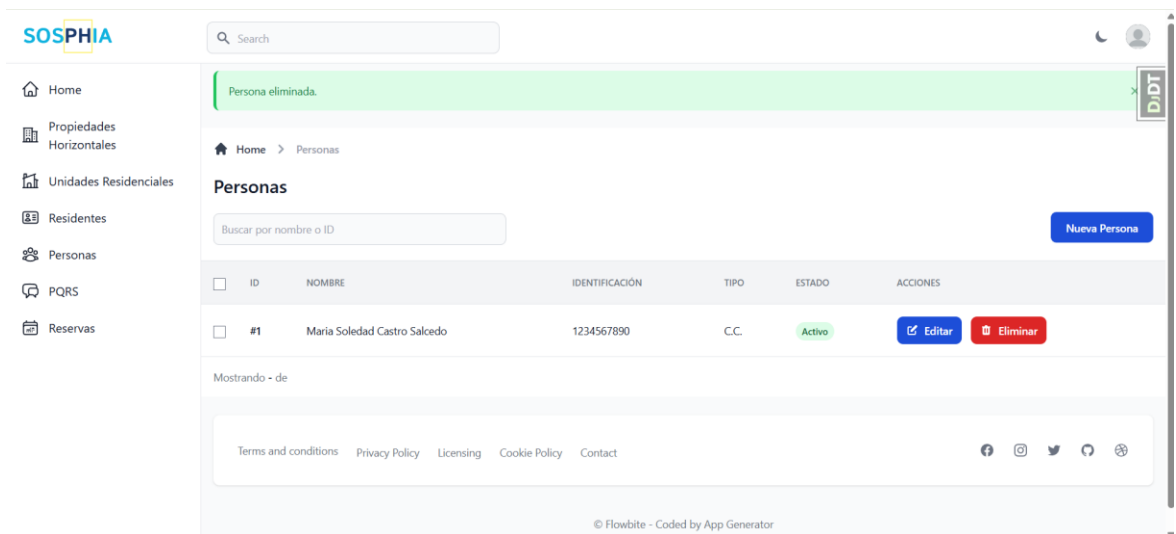 SOSPHIA
Search
Home
Propiedades
Horizontales
Unidades Residenciales
Residentes
Personas
PQRS
Reservas
Persona eliminada.
×
DJDT
Home > Personas
Personas
Buscar por nombre o ID
Nueva Persona
ID NOMBRE IDENTIFICACIÓN TIPO ESTADO ACCIONES
#1 Maria Soledad Castro Salcedo 1234567890 C.C. Activo Editar Eliminar
Mostrando - de
Terms and conditions Privacy Policy Licensing Cookie Policy Contact
© Flowbite - Coded by App Generator